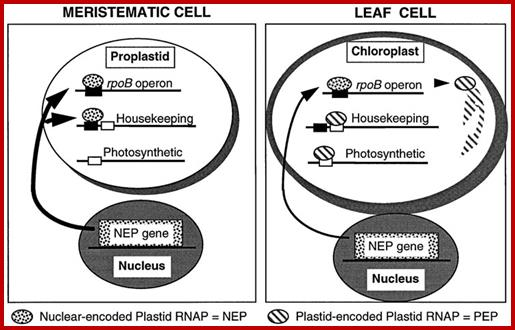 MERISTEMATIC CELL
Proplastid
rpoB operon
Housekeeping
Photosynthetic
NEP gene
Nucleus
LEAF CELL
Chloroplast
rpoB operon
Housekeeping
Photosynthetic
NEP gene
Nucleus
Nuclear-encoded Plastid RNAP = NEP
Plastid-encoded Plastid RNAP = PEP